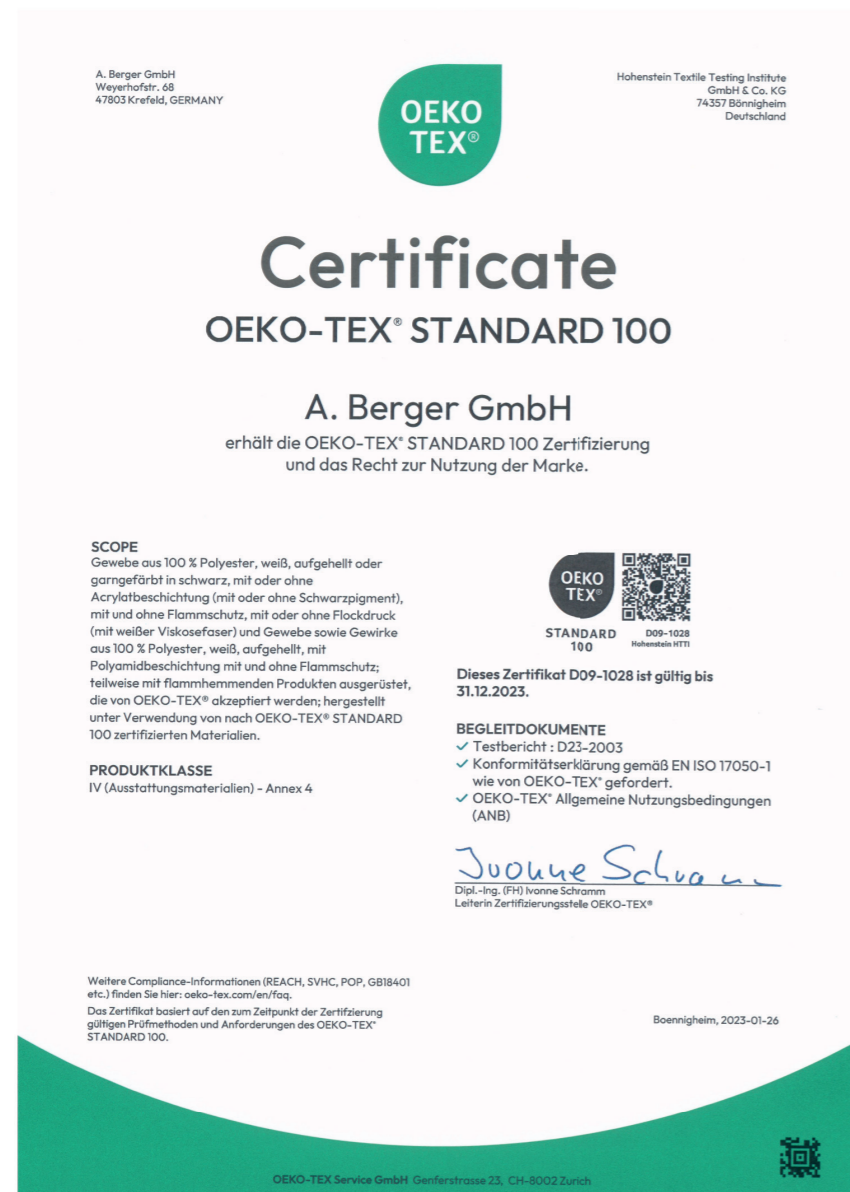 A. Berger GmbH
Weyerhofstr. 68
47803 Krefeld, GERMANY
OEKO
TEX®
Hohenstein Textile Testing Institute
GmbH & Co. KG
74357 Bönnigheim
Deutschland
Certificate
OEKO-TEX® STANDARD 100
A. Berger GmbH
erhält die OEKO-TEX® STANDARD 100 Zertifizierung
und das Recht zur Nutzung der Marke.
SCOPE
Gewebe aus 100 % Polyester, weiß, aufgehellt oder
garngefärbt in schwarz, mit oder ohne
Acrylatbeschichtung (mit oder ohne Schwarzpigment),
mit und ohne Flammschutz, mit oder ohne Flockdruck
(mit weißer Viskosefaser) und Gewebe sowie Gewirke
aus 100 % Polyester, weiß, aufgehellt, mit
Polyamidbeschichtung mit und ohne Flammschutz;
teilweise mit flammhemmenden Produkten ausgerüstet,
die von OEKO-TEX® akzeptiert werden; hergestellt
unter Verwendung von nach OEKO-TEX® STANDARD
100 zertifizierten Materialien.
PRODUKTKLASSE
IV (Ausstattungsmaterialien) - Annex 4
OEKO
TEX®
STANDARD
100
D09-1028
Hohenstein HTTI
Dieses Zertifikat D09-1028 ist gültig bis
31.12.2023.
BEGLEITDOKUMENTE
✓ Testbericht : D23-2003
✓ Konformitätserklärung gemäß EN ISO 17050-1
wie von OEKO-TEX® gefordert.
✓ OEKO-TEX® Allgemeine Nutzungsbedingungen
(ANB)
Ivonne Schramm
Dipl.-Ing. (FH) Ivonne Schramm
Leiterin Zertifizierungsstelle OEKO-TEX®
Weitere Compliance-Informationen (REACH, SVHC, POP, GB18401
etc.) finden Sie hier: oeko-tex.com/en/faq.
Das Zertifikat basiert auf den zum Zeitpunkt der Zertifzierung
gültigen Prüfmethoden und Anforderungen des OEKO-TEX®
STANDARD 100.
Boennigheim, 2023-01-26
OEKO-TEX Service GmbH Genferstrasse 23, CH-8002 Zurich